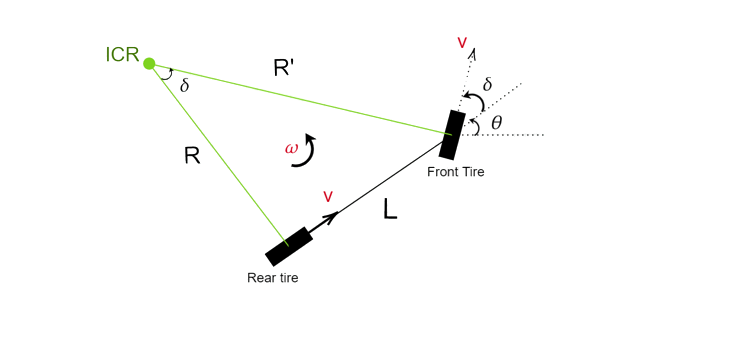 v
ICR
R'
δ
δ
θ
R
ω
Front Tire
v
L
Rear tire